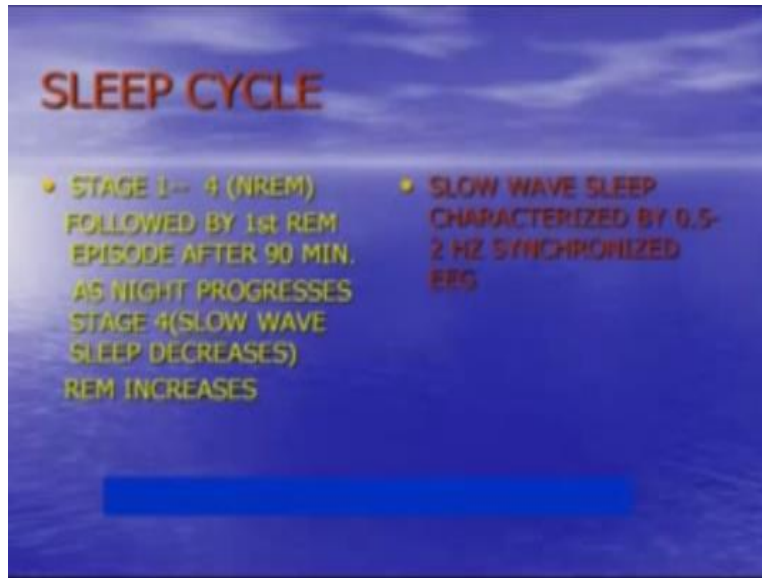 SLEEP CYCLE
• STAGE 1-- 4 (NREM)
FOLLOWED BY 1st REM
EPISODE AFTER 90 MIN.
AS NIGHT PROGRESSES
STAGE 4(SLOW WAVE
SLEEP DECREASES)
REM INCREASES
• SLOW WAVE SLEEP
CHARACTERIZED BY 0.5-
2 HZ SYNCHRONIZED
EEG